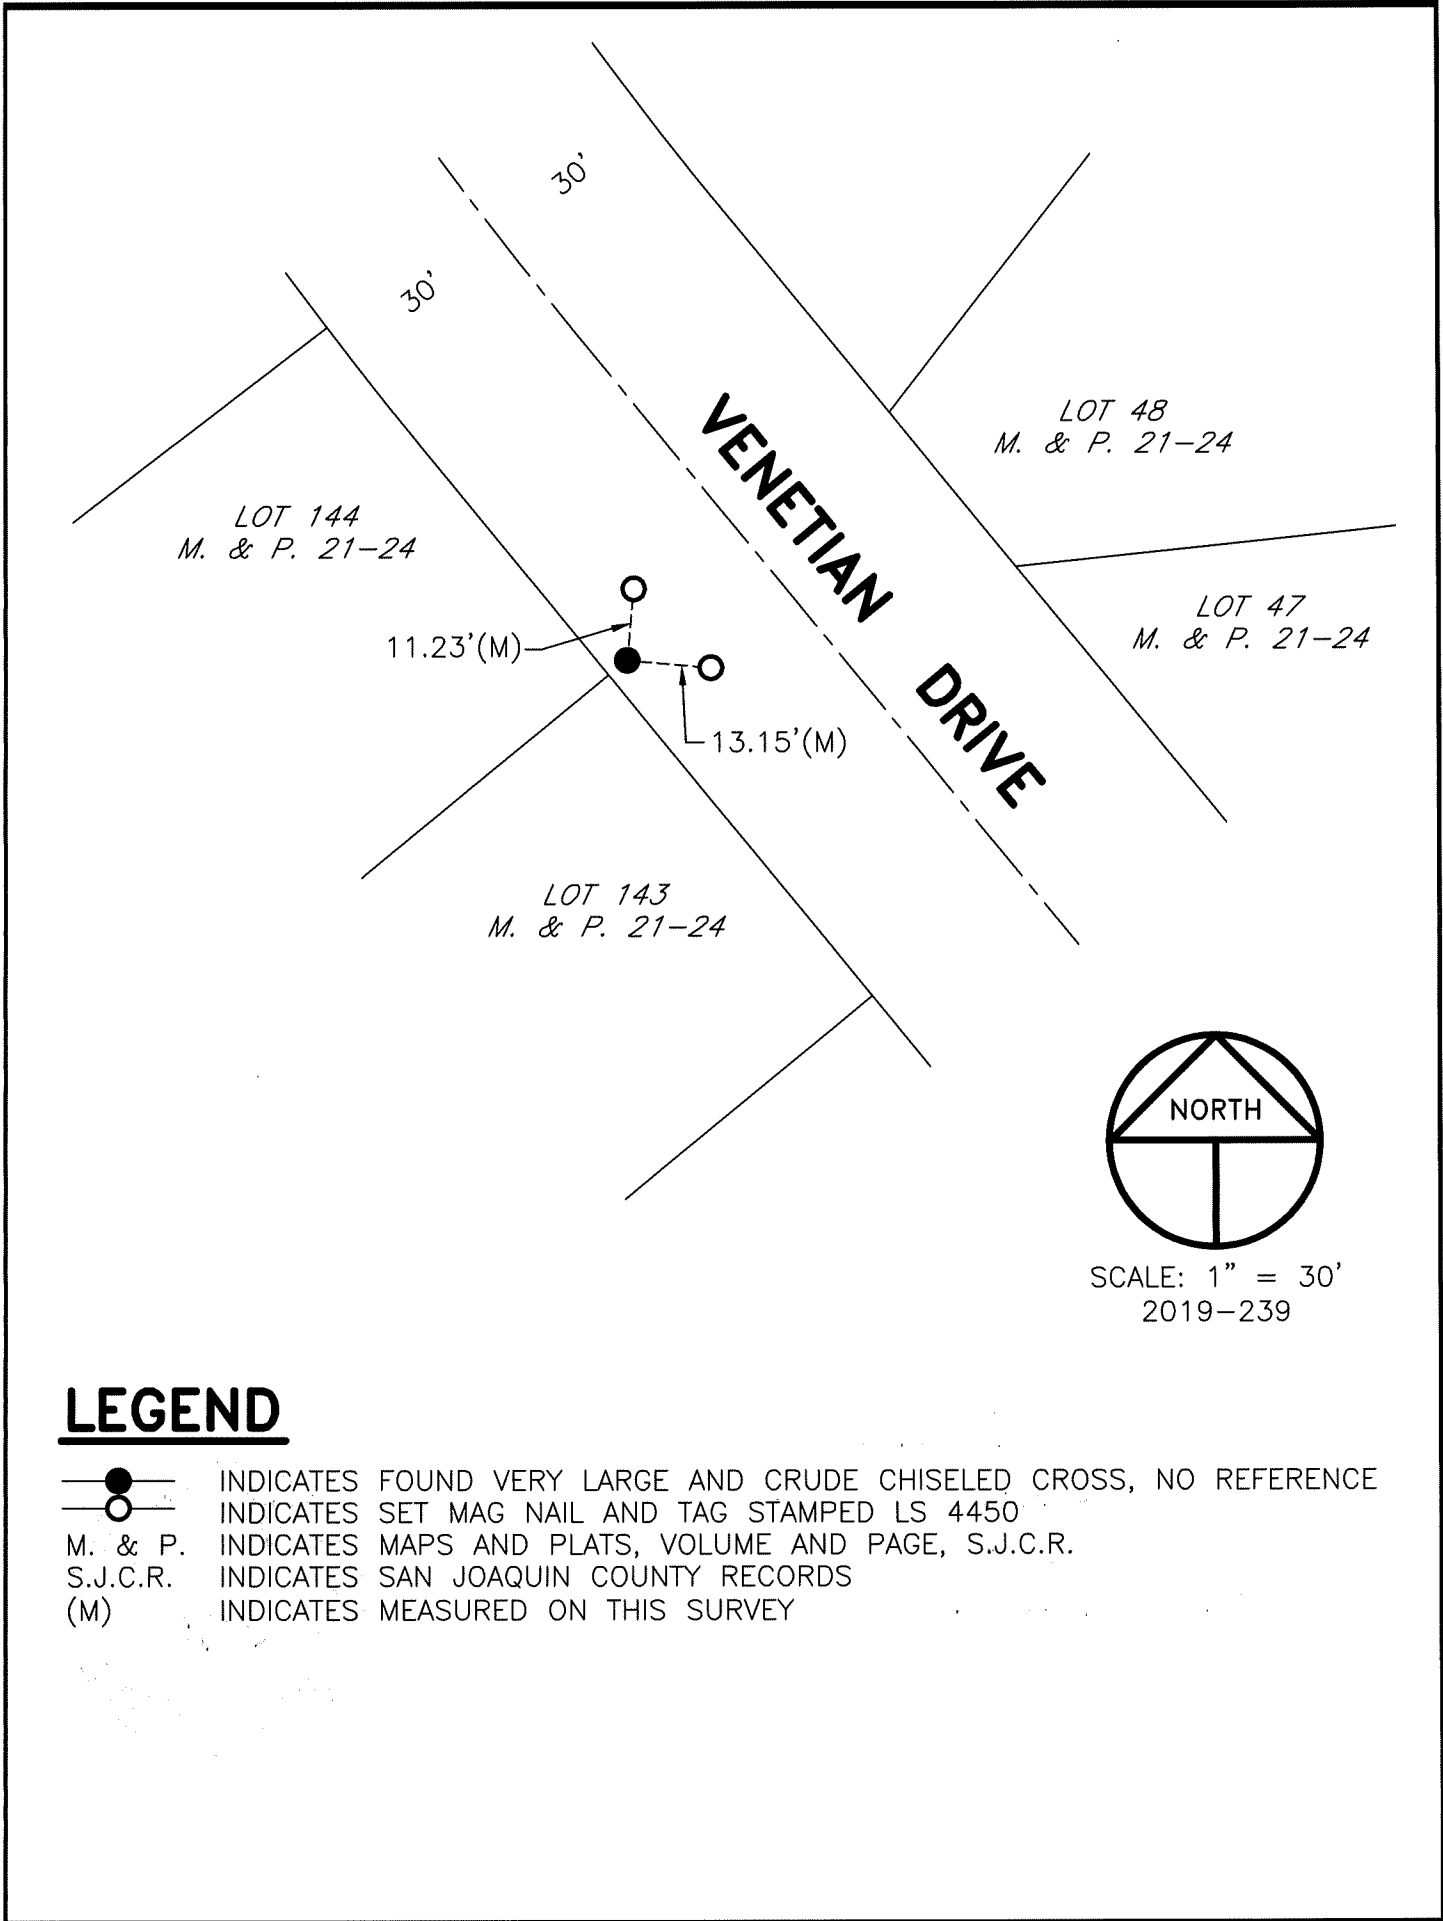 30'
30'
VENETIAN DRIVE
LOT 48
M. & P. 21-24
LOT 144
M. & P. 21-24
LOT 47
M. & P. 21-24
11.23'(M)
13.15'(M)
LOT 143
M. & P. 21-24
NORTH
SCALE: 1" = 30'
2019-239
LEGEND
INDICATES FOUND VERY LARGE AND CRUDE CHISELED CROSS, NO REFERENCE
INDICATES SET MAG NAIL AND TAG STAMPED LS 4450
M. & P. INDICATES MAPS AND PLATS, VOLUME AND PAGE, S.J.C.R.
S.J.C.R. INDICATES SAN JOAQUIN COUNTY RECORDS
(M) INDICATES MEASURED ON THIS SURVEY